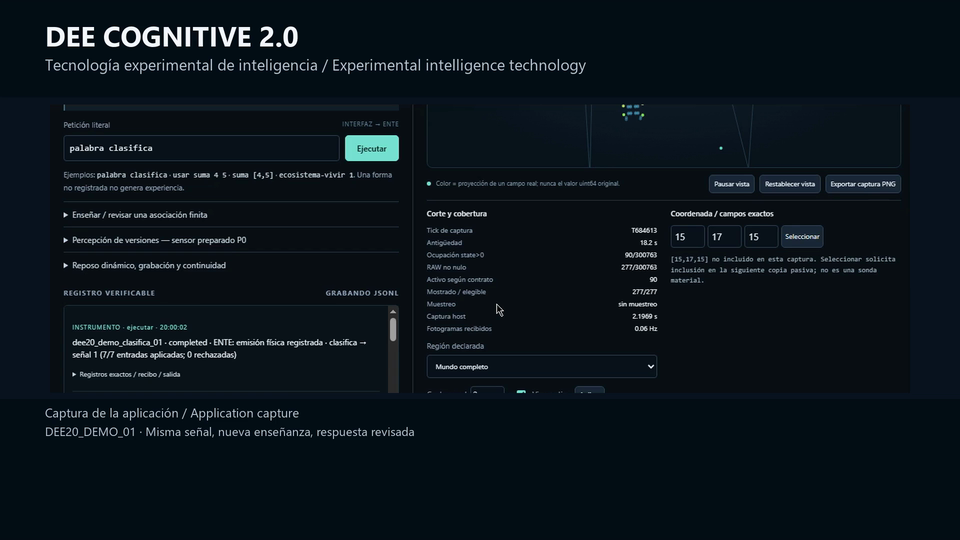 DEE COGNITIVE 2.0
Tecnología experimental de inteligencia / Experimental intelligence technology
Petición literal
INTERFAZ → ENTE
palabra clasifica
Ejecutar
Ejemplos: palabra clasifica · usar suma 4 5 · suma [4,5] · ecosistema-vivir 1. Una forma
no registrada no genera experiencia.
▶ Enseñar / revisar una asociación finita
▶ Percepción de versiones — sensor preparado P0
▶ Reposo dinámico, grabación y continuidad
REGISTRO VERIFICABLE
GRABANDO JSONL
INSTRUMENTO · ejecutar · 20:00:02
dee20_demo_clasifica_01 · completed · ENTE: emisión física registrada · clasifica →
señal 1 (7/7 entradas aplicadas; 0 rechazadas)
▶ Registros exactos / recibo / salida
Color = proyección de un campo real; nunca el valor uint64 original.
Pausar vista
Restablecer vista
Exportar captura PNG
Corte y cobertura
Tick de captura T684613
Antigüedad 18.2 s
Ocupación state>0 90/300763
RAW no nulo 277/300763
Activo según contrato 90
Mostrado / elegible 277/277
Muestreo sin muestreo
Captura host 2.1969 s
Fotogramas recibidos 0.06 Hz
Región declarada
Mundo completo
Coordenada / campos exactos
15 17 15 Seleccionar
[15,17,15] no incluido en esta captura. Seleccionar solicita
inclusión en la siguiente copia pasiva; no es una sonda
material.
Captura de la aplicación / Application capture
DEE20_DEMO_01 · Misma señal, nueva enseñanza, respuesta revisada